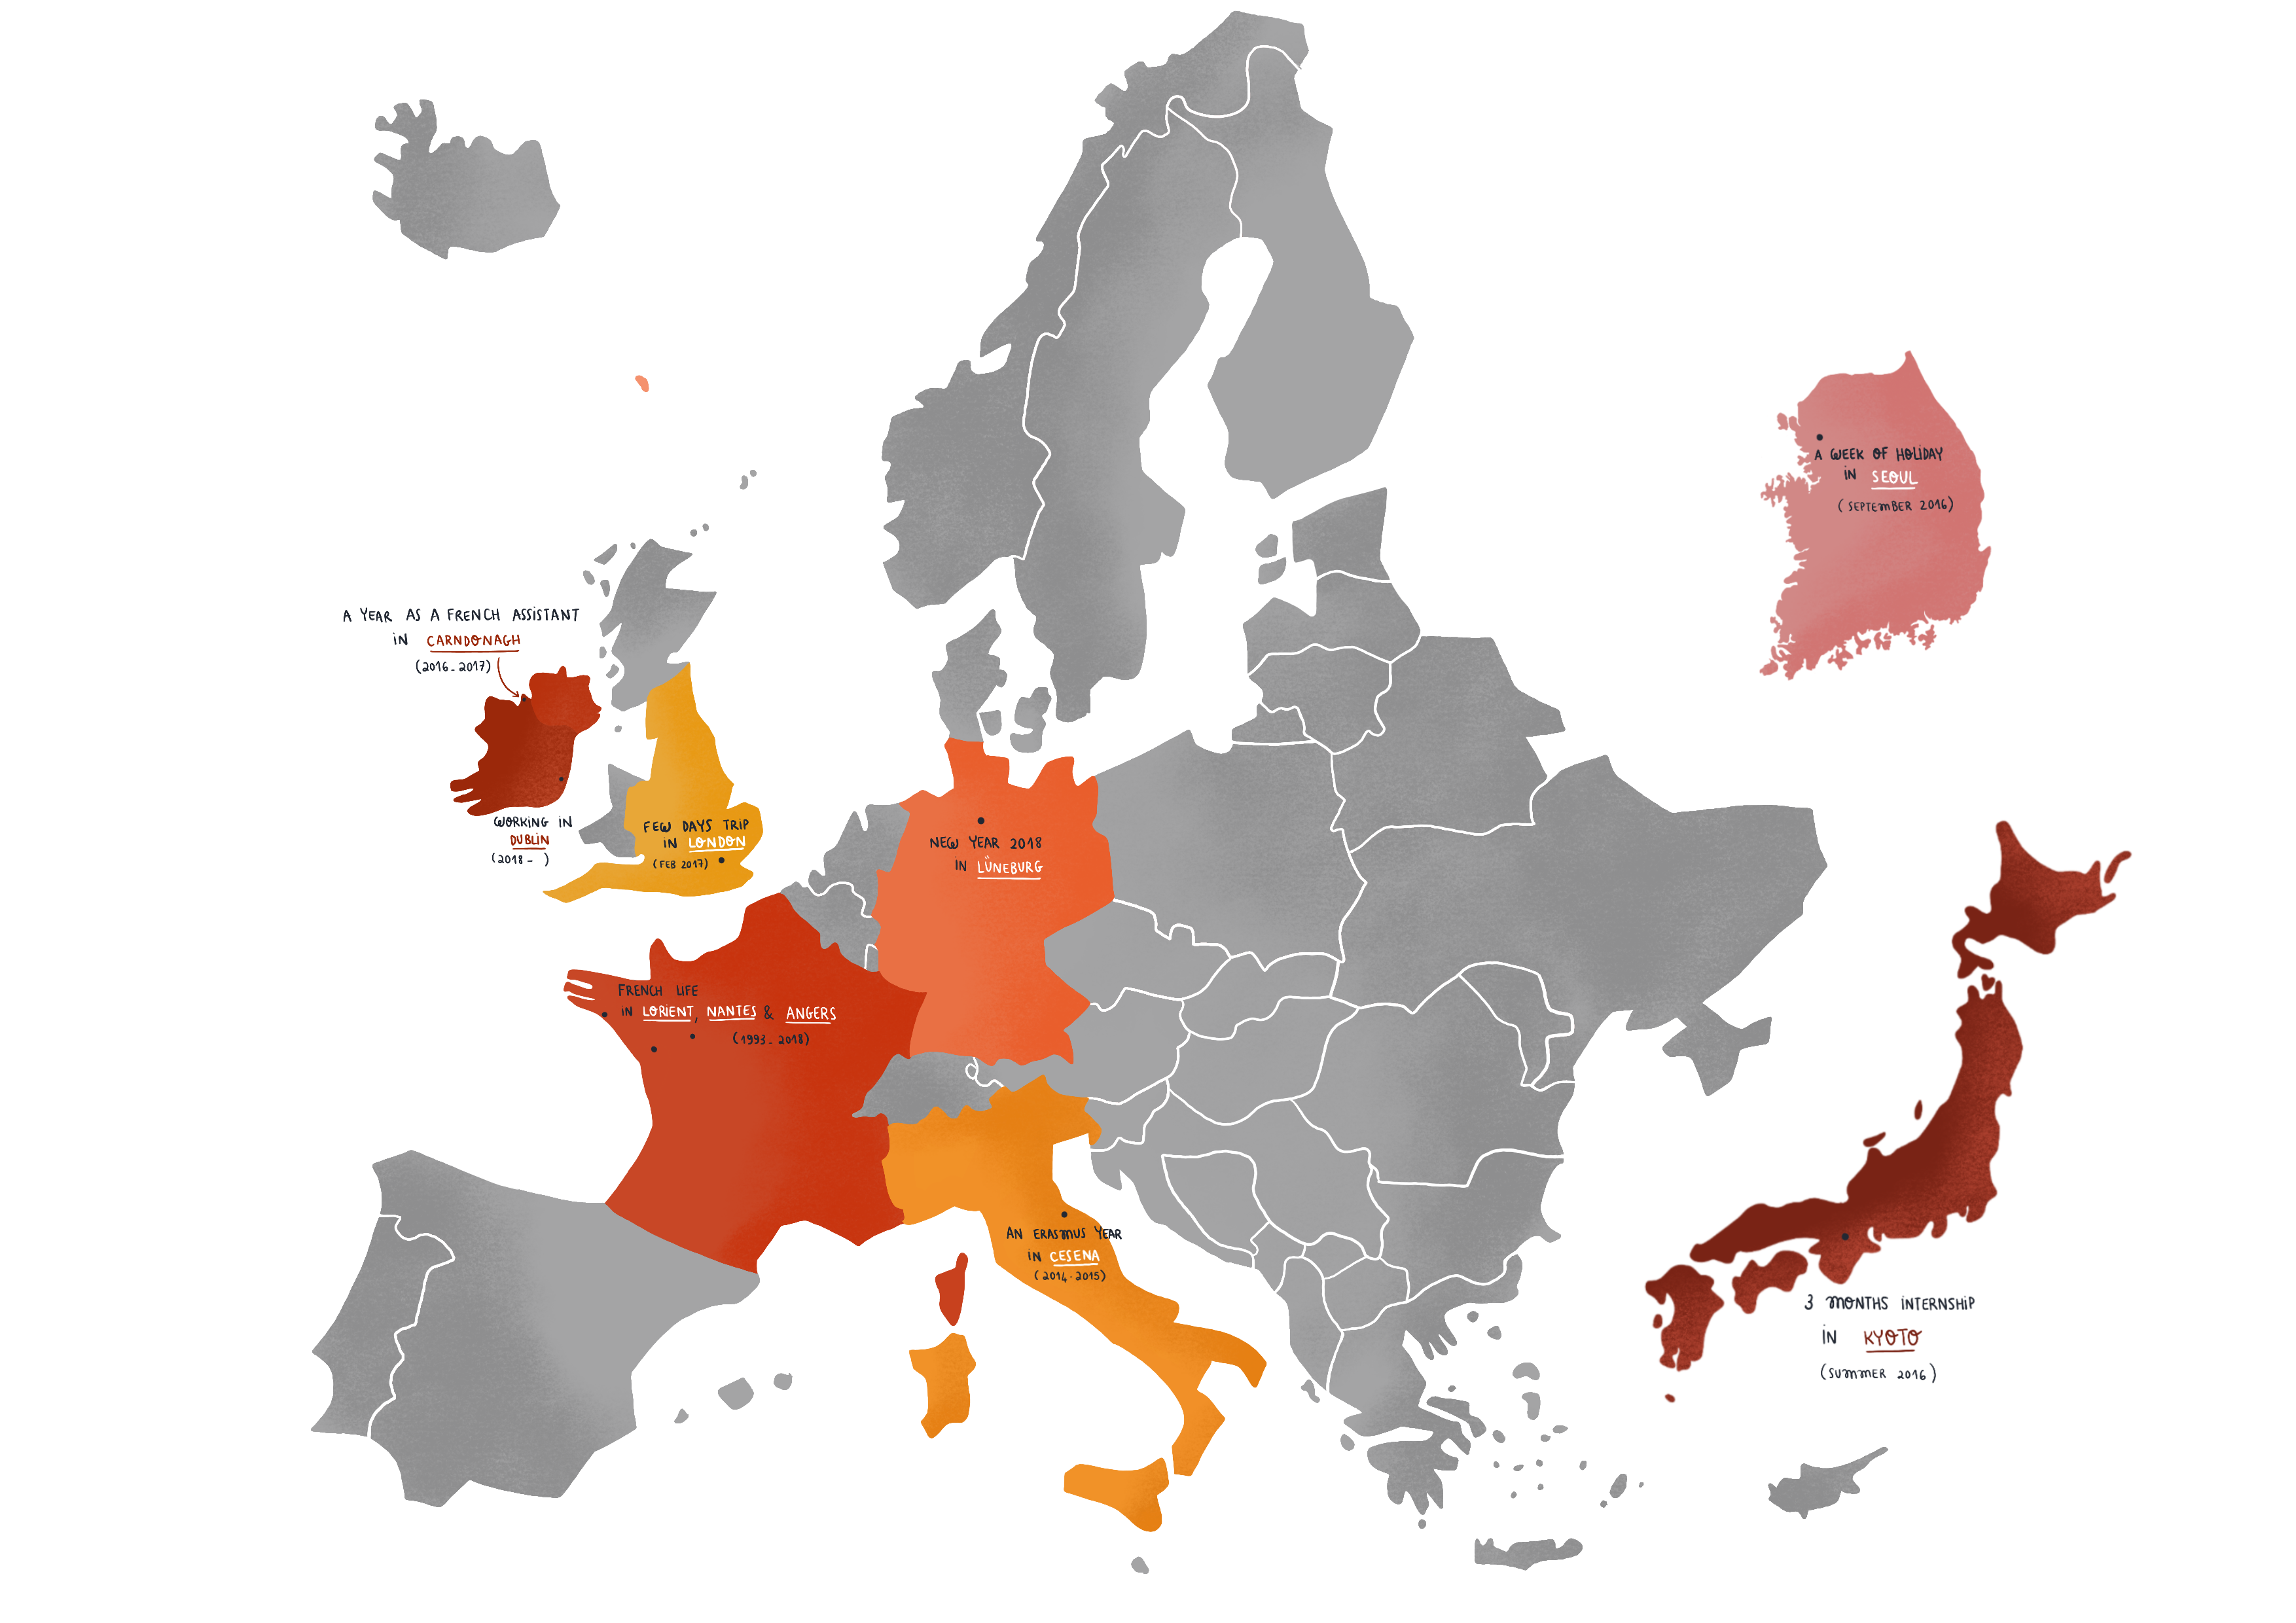 A YEAR AS A FRENCH ASSISTANT
IN CARNDONAGH
(2016-2017)
WORKING IN
DUBLIN
(2018- )
FEW DAYS TRIP
IN LONDON
(FEB 2017)
NEW YEAR 2018
IN LÜNEBURG
FRENCH LIFE
IN LORIENT, NANTES & ANGERS
(1993-2018)
AN ERASMUS YEAR
IN CESENA
(2014-2015)
A WEEK OF HOLIDAY
IN SEOUL
(SEPTEMBER 2016)
3 MONTHS INTERNSHIP
IN KYOTO
(SUMMER 2016)